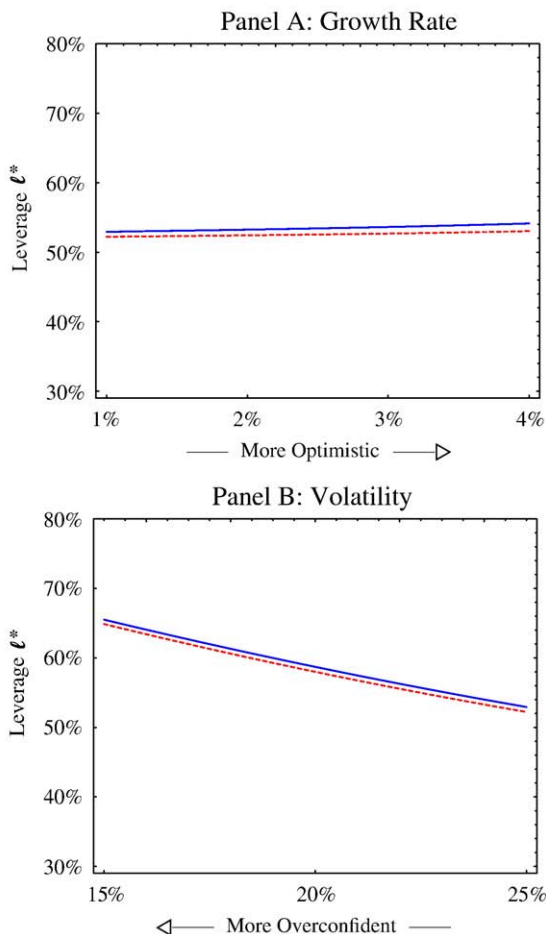 Panel A: Growth Rate
80%
70%
60%
50%
40%
30%
Leverage ℓ*
1% 2% 3% 4%
More Optimistic
Panel B: Volatility
80%
70%
60%
50%
40%
30%
Leverage ℓ*
15% 20% 25%
More Overconfident